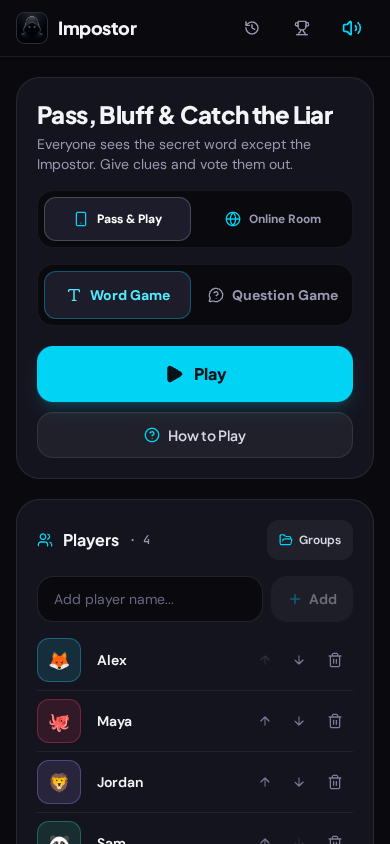 Impostor
Pass, Bluff & Catch the Liar
Everyone sees the secret word except the
Impostor. Give clues and vote them out.
Pass & Play
Online Room
Word Game
Question Game
Play
How to Play
Players · 4
Groups
Add player name...
+ Add
Alex
Maya
Jordan
Sam